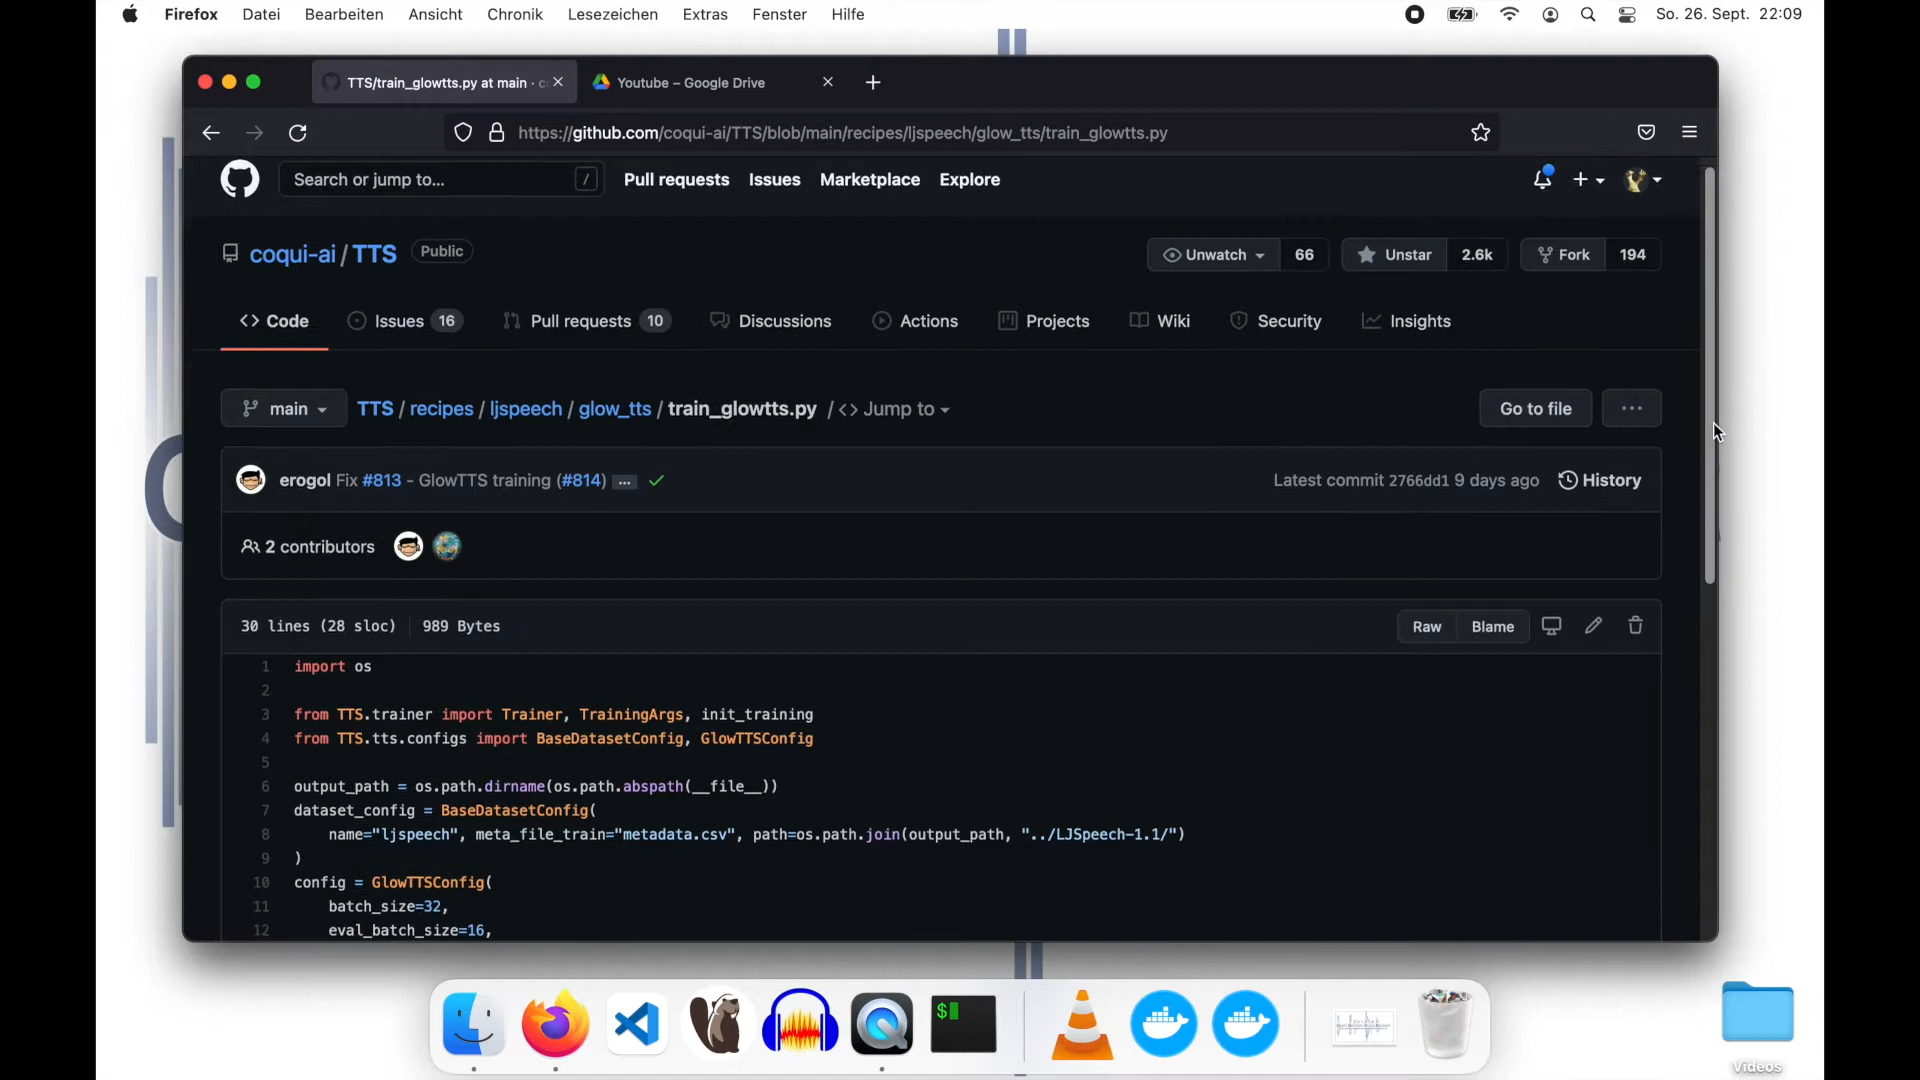 Firefox Datei Bearbeiten Ansicht Chronik Lesezeichen Extras Fenster Hilfe So. 26. Sept. 22:09
TTS/train_glowtts.py at main · c
Youtube – Google Drive
https://github.com/coqui-ai/TTS/blob/main/recipes/ljspeech/glow_tts/train_glowtts.py
Search or jump to... / Pull requests Issues Marketplace Explore
coqui-ai / TTS Public Unwatch 66 Unstar 2.6k Fork 194
Code Issues 16 Pull requests 10 Discussions Actions Projects Wiki Security Insights
main TTS / recipes / ljspeech / glow_tts / train_glowtts.py / <> Jump to Go to file ...
erogol Fix #813 - GlowTTS training (#814) ... Latest commit 2766dd1 9 days ago History
2 contributors
30 lines (28 sloc) 989 Bytes Raw Blame
1 import os
2
3 from TTS.trainer import Trainer, TrainingArgs, init_training
4 from TTS.tts.configs import BaseDatasetConfig, GlowTTSConfig
5
6 output_path = os.path.dirname(os.path.abspath(__file__))
7 dataset_config = BaseDatasetConfig(
8 name="ljspeech", meta_file_train="metadata.csv", path=os.path.join(output_path, "../LJSpeech-1.1/")
9 )
10 config = GlowTTSConfig(
11 batch_size=32,
12 eval_batch_size=16,
$
Videos